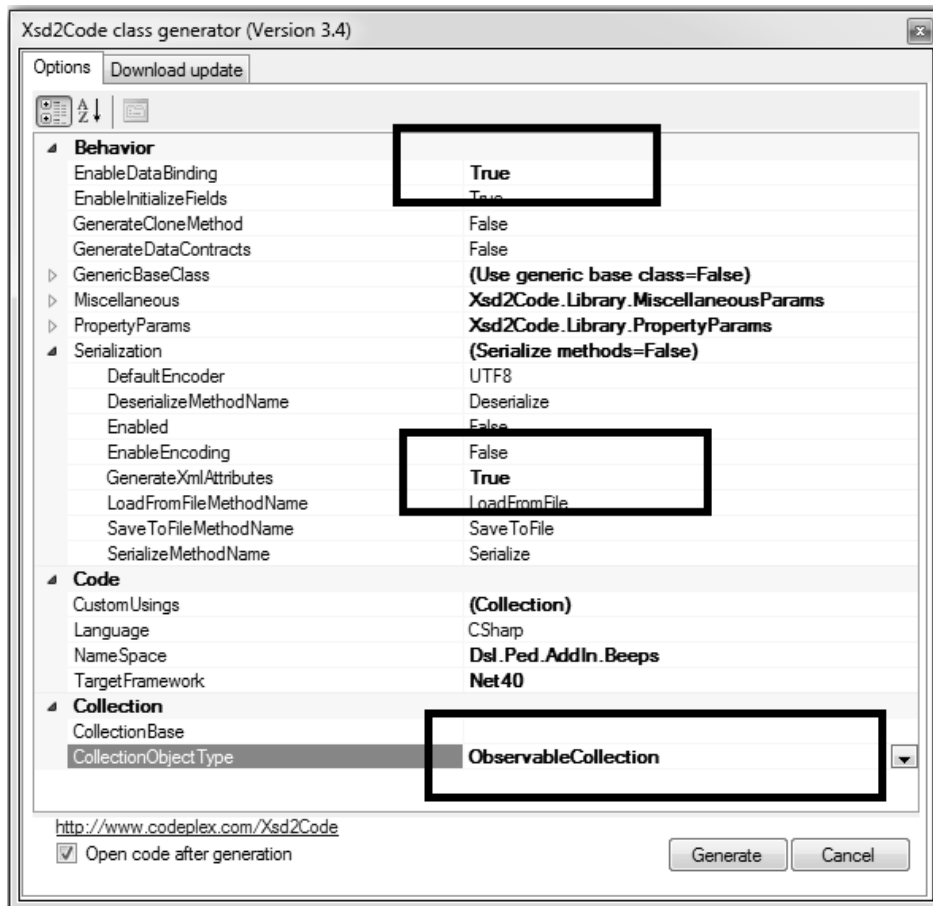 Xsd2Code class generator (Version 3.4)
Options Download update
Behavior
EnableDataBinding True
EnableInitializeFields True
GenerateCloneMethod False
GenerateDataContracts False
GenericBaseClass (Use generic base class=False)
Miscellaneous Xsd2Code.Library.MiscellaneousParams
PropertyParams Xsd2Code.Library.PropertyParams
Serialization (Serialize methods=False)
DefaultEncoder UTF8
DeserializeMethodName Deserialize
Enabled False
EnableEncoding False
GenerateXmlAttributes True
LoadFromFileMethodName LoadFromFile
SaveToFileMethodName SaveToFile
SerializeMethodName Serialize
Code
CustomUsings (Collection)
Language CSharp
NameSpace Dsl.Ped.AddIn.Beeps
TargetFramework Net40
Collection
CollectionBase
CollectionObjectType ObservableCollection
http://www.codeplex.com/Xsd2Code
Open code after generation
Generate Cancel